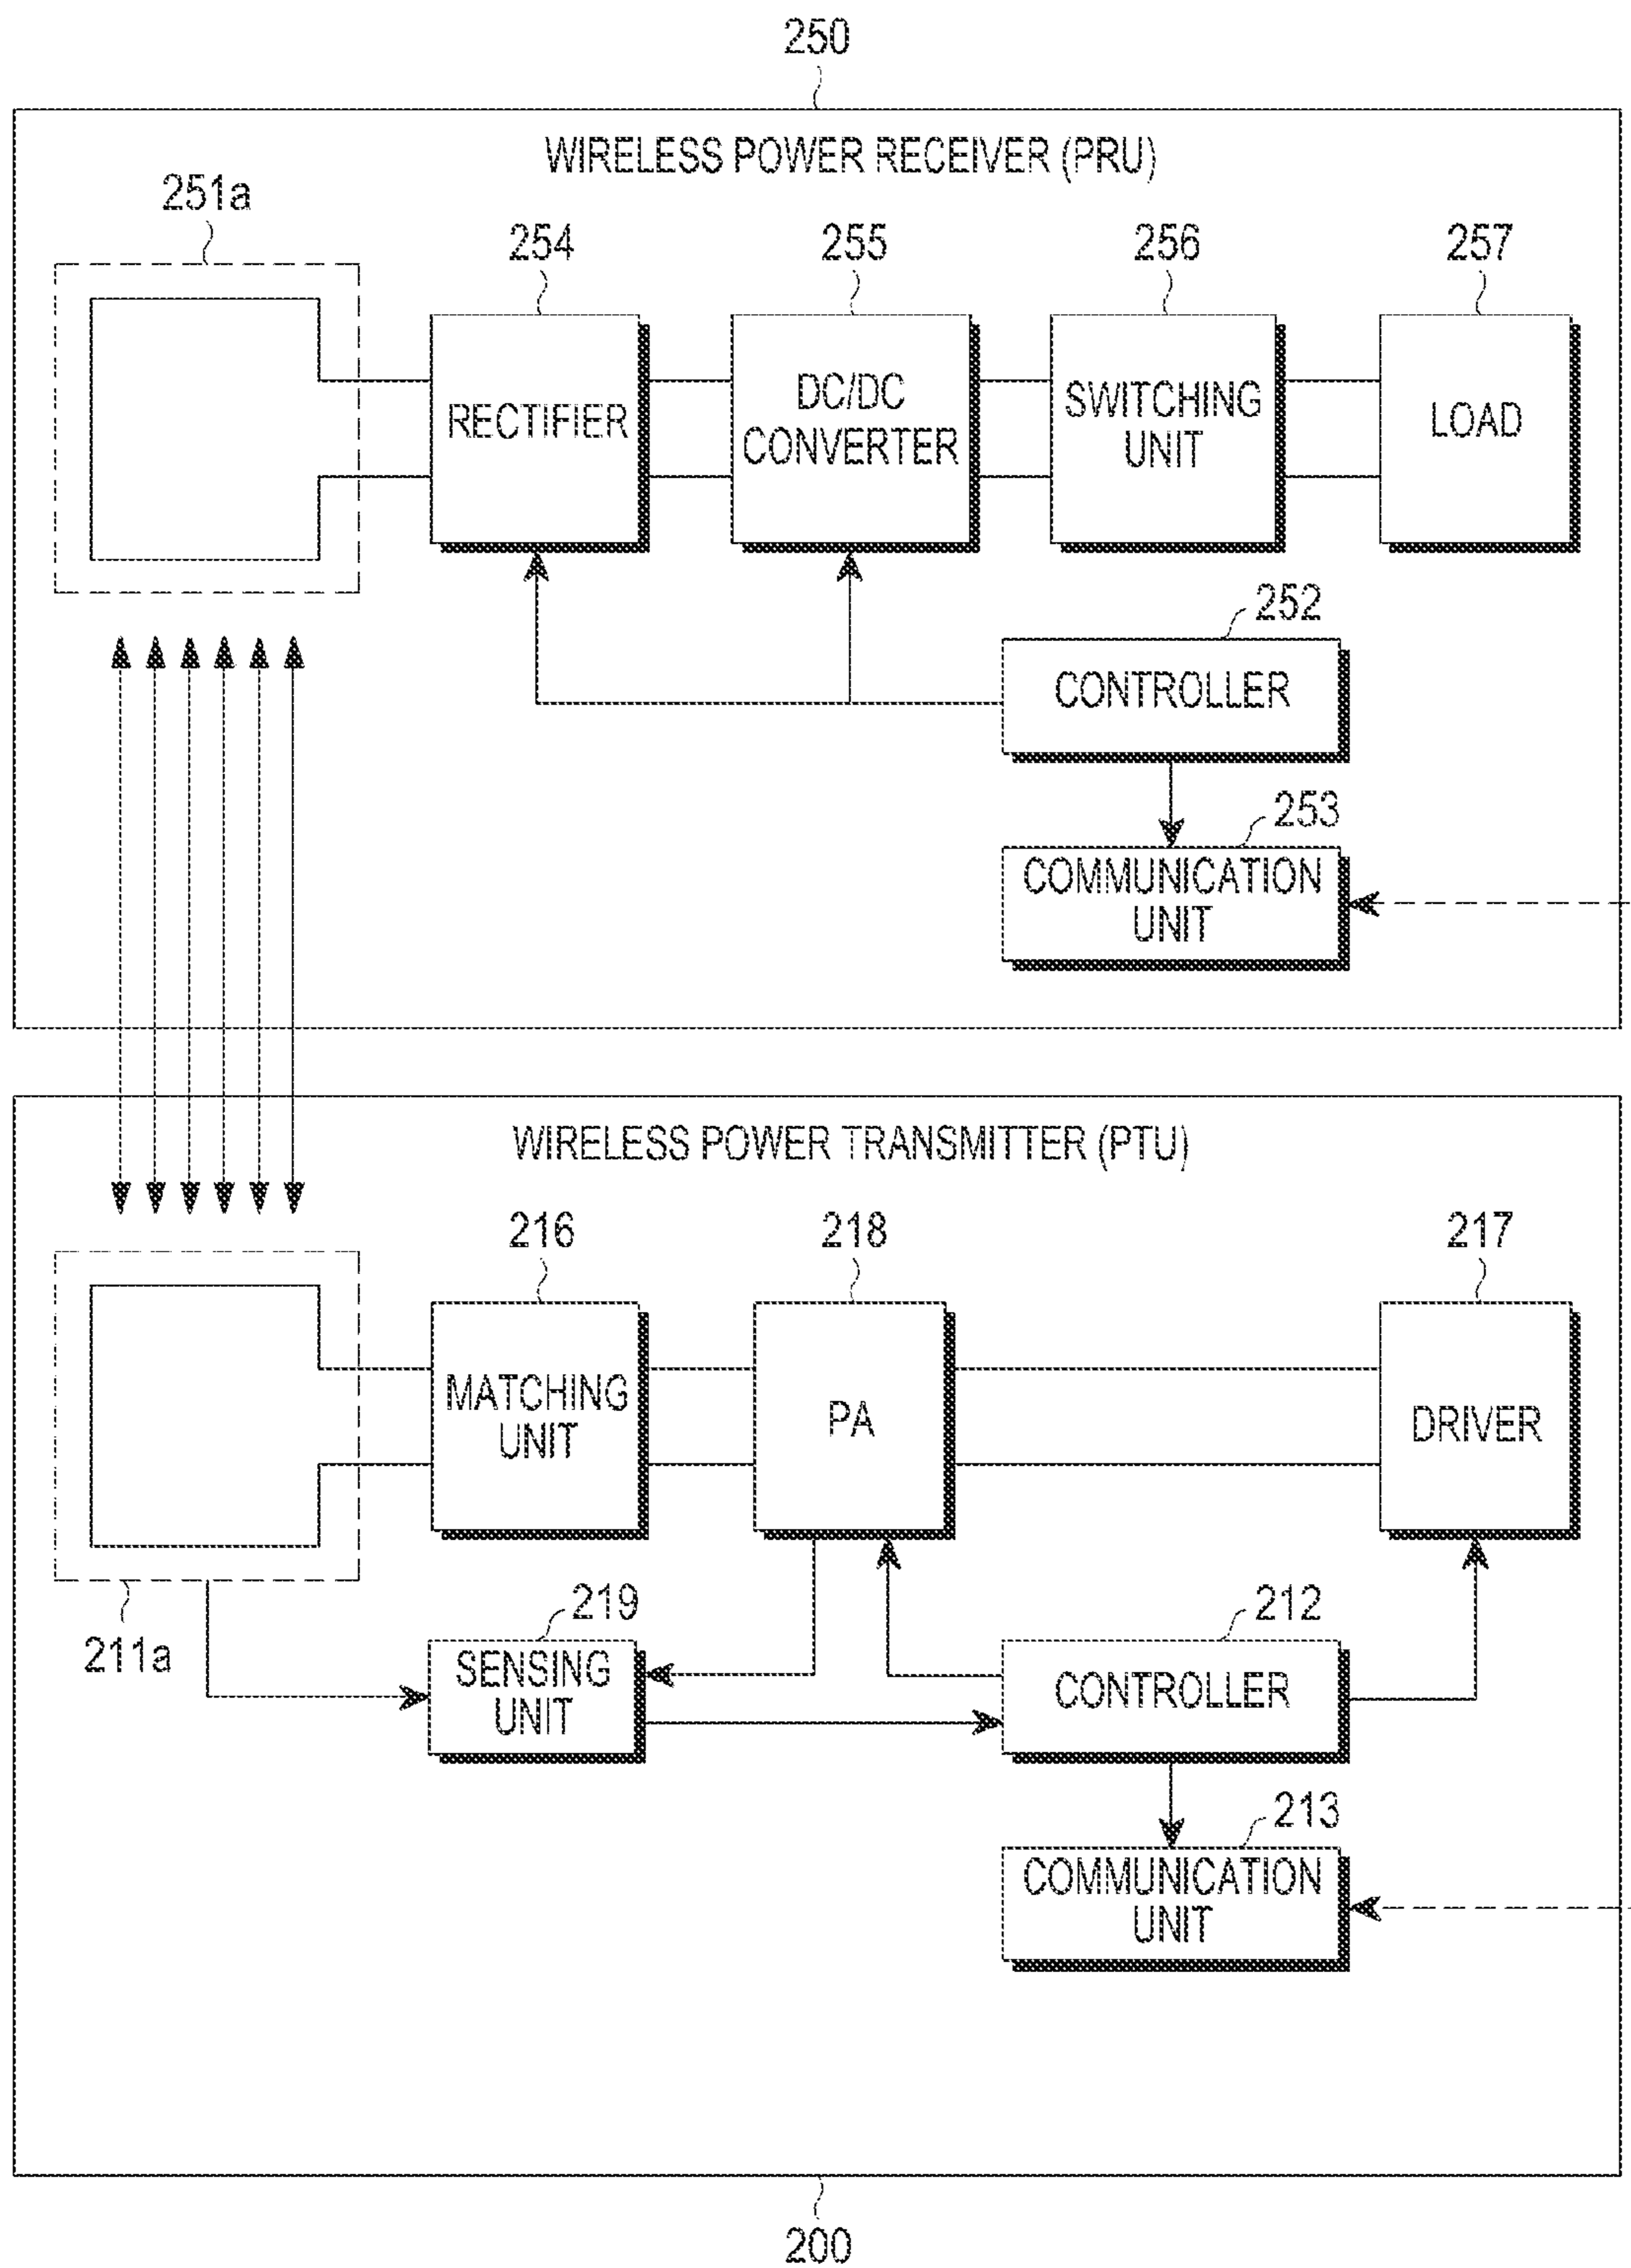 250
WIRELESS POWER RECEIVER (PRU)
251a
254
255
256
257
RECTIFIER
DC/DC
CONVERTER
SWITCHING
UNIT
LOAD
252
CONTROLLER
253
COMMUNICATION
UNIT
WIRELESS POWER TRANSMITTER (PTU)
216
218
217
MATCHING
UNIT
PA
DRIVER
211a
219
SENSING
UNIT
212
CONTROLLER
213
COMMUNICATION
UNIT
200